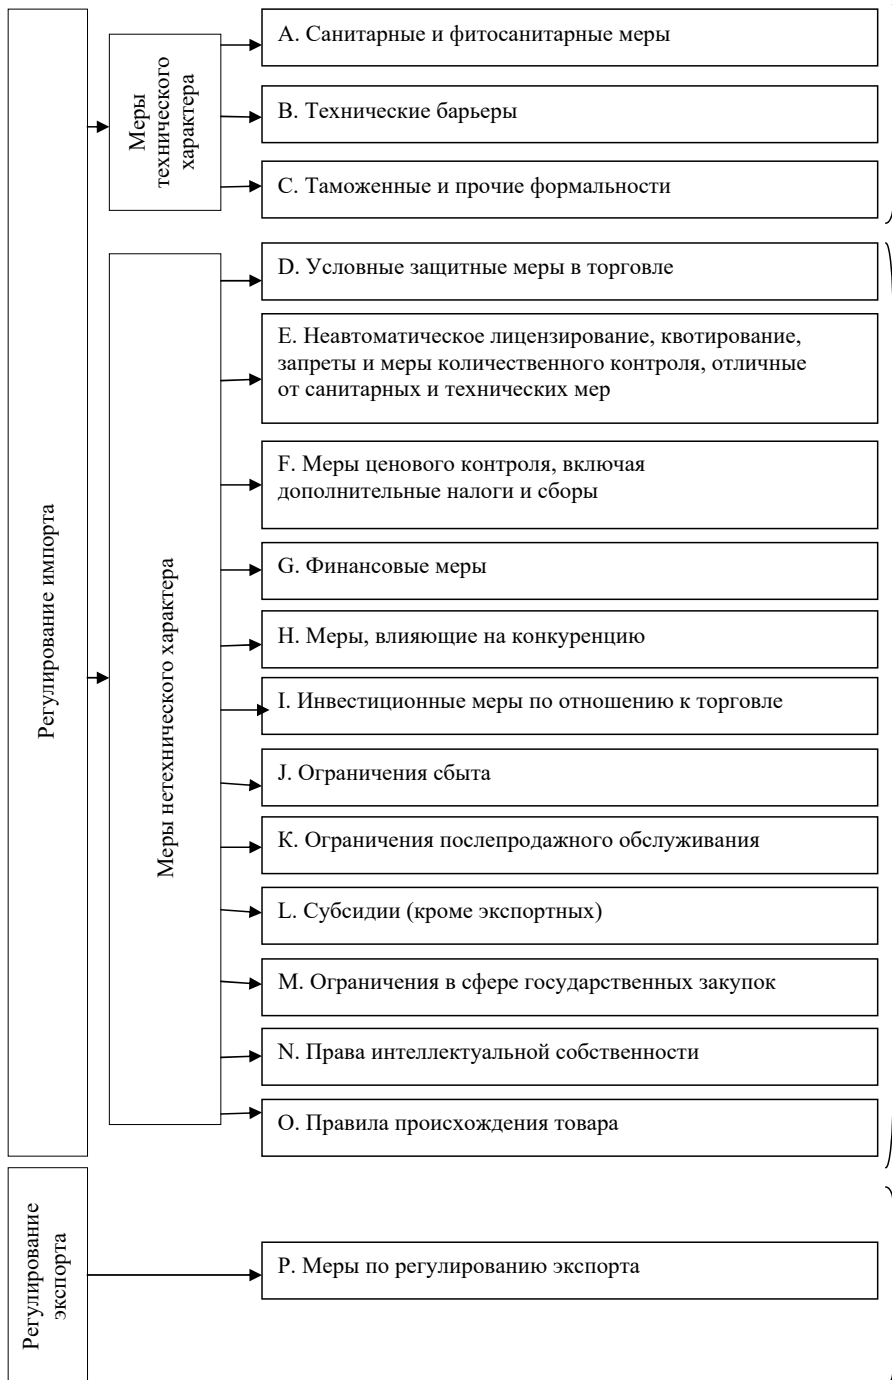 Регулирование импорта
Меры
технического
характера
A. Санитарные и фитосанитарные меры
B. Технические барьеры
C. Таможенные и прочие формальности
Меры нетехнического характера
D. Условные защитные меры в торговле
E. Неавтоматическое лицензирование, квотирование,
запреты и меры количественного контроля, отличные
от санитарных и технических мер
F. Меры ценового контроля, включая
дополнительные налоги и сборы
G. Финансовые меры
H. Меры, влияющие на конкуренцию
I. Инвестиционные меры по отношению к торговле
J. Ограничения сбыта
K. Ограничения послепродажного обслуживания
L. Субсидии (кроме экспортных)
M. Ограничения в сфере государственных закупок
N. Права интеллектуальной собственности
O. Правила происхождения товара
Регулирование
экспорта
P. Меры по регулированию экспорта